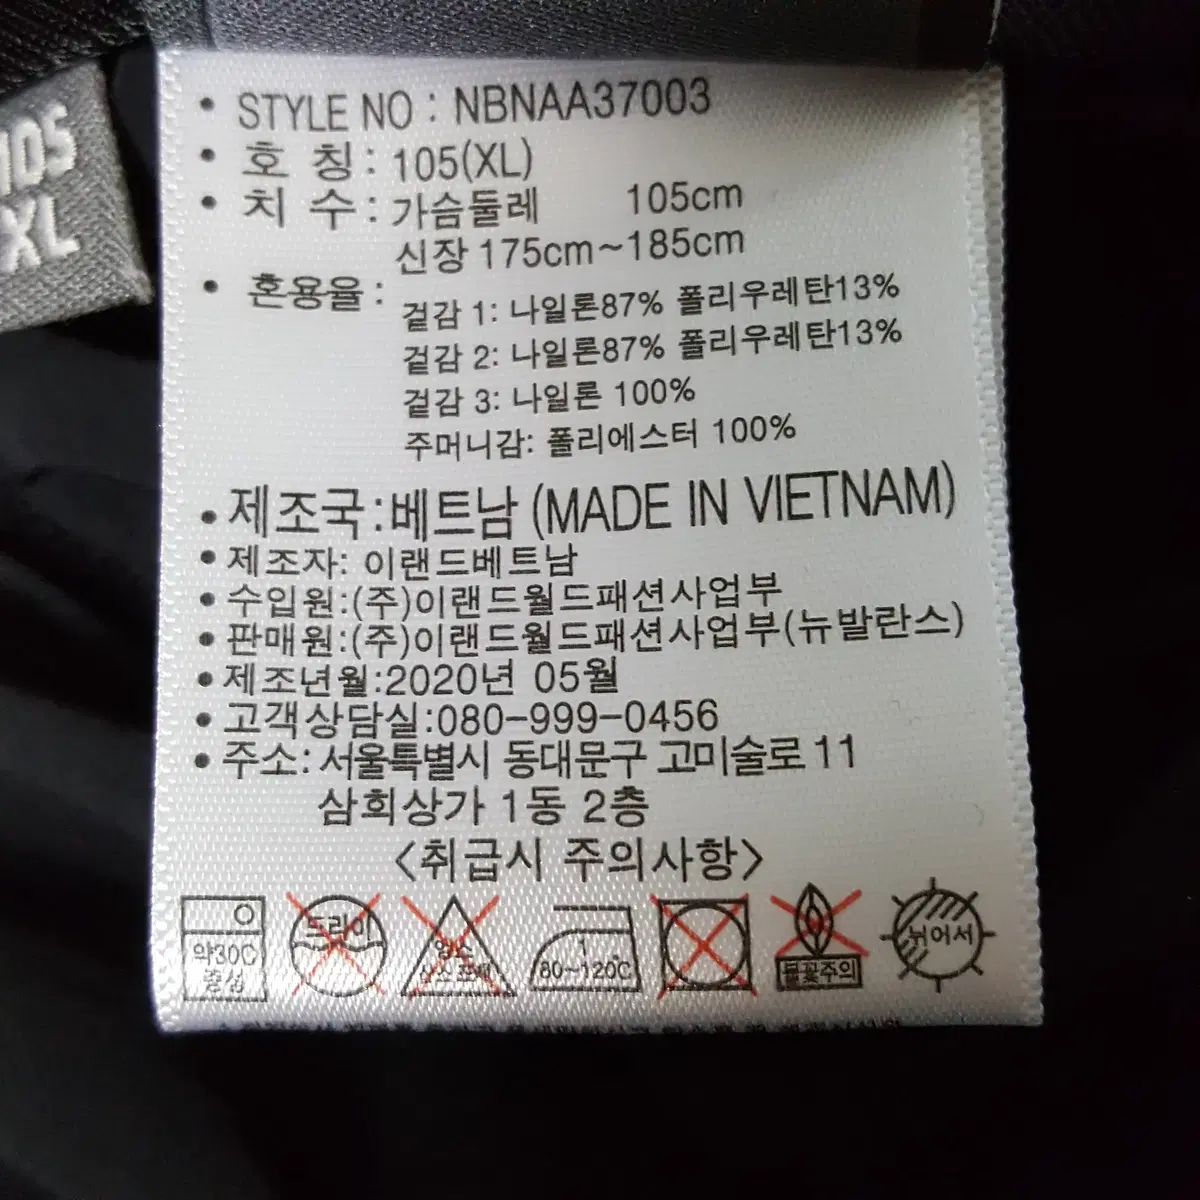 105
XL
• STYLE NO : NBNAA37003
• 호 칭 : 105(XL)
• 치 수 : 가슴둘레 105cm
신장 175cm~185cm
• 혼용율 :
겉감 1: 나일론87% 폴리우레탄13%
겉감 2: 나일론87% 폴리우레탄13%
겉감 3: 나일론 100%
주머니감: 폴리에스터 100%
• 제조국:베트남 (MADE IN VIETNAM)
• 제조자: 이랜드베트남
• 수입원:(주)이랜드월드패션사업부
• 판매원:(주)이랜드월드패션사업부(뉴발란스)
• 제조년월:2020년 05월
• 고객상담실:080-999-0456
• 주소: 서울특별시 동대문구 고미술로 11
삼희상가 1동 2층
<취급시 주의사항>
약30℃
중성
드라이
염소
산소표백
1
80~120℃
불꽃주의
뉘어서